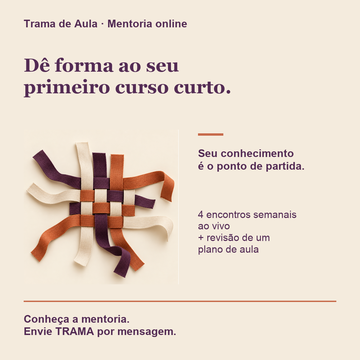 Trama de Aula · Mentoria online
Dê forma ao seu
primeiro curso curto.
Seu conhecimento
é o ponto de partida.
4 encontros semanais
ao vivo
+ revisão de um
plano de aula
Conheça a mentoria.
Envie TRAMA por mensagem.